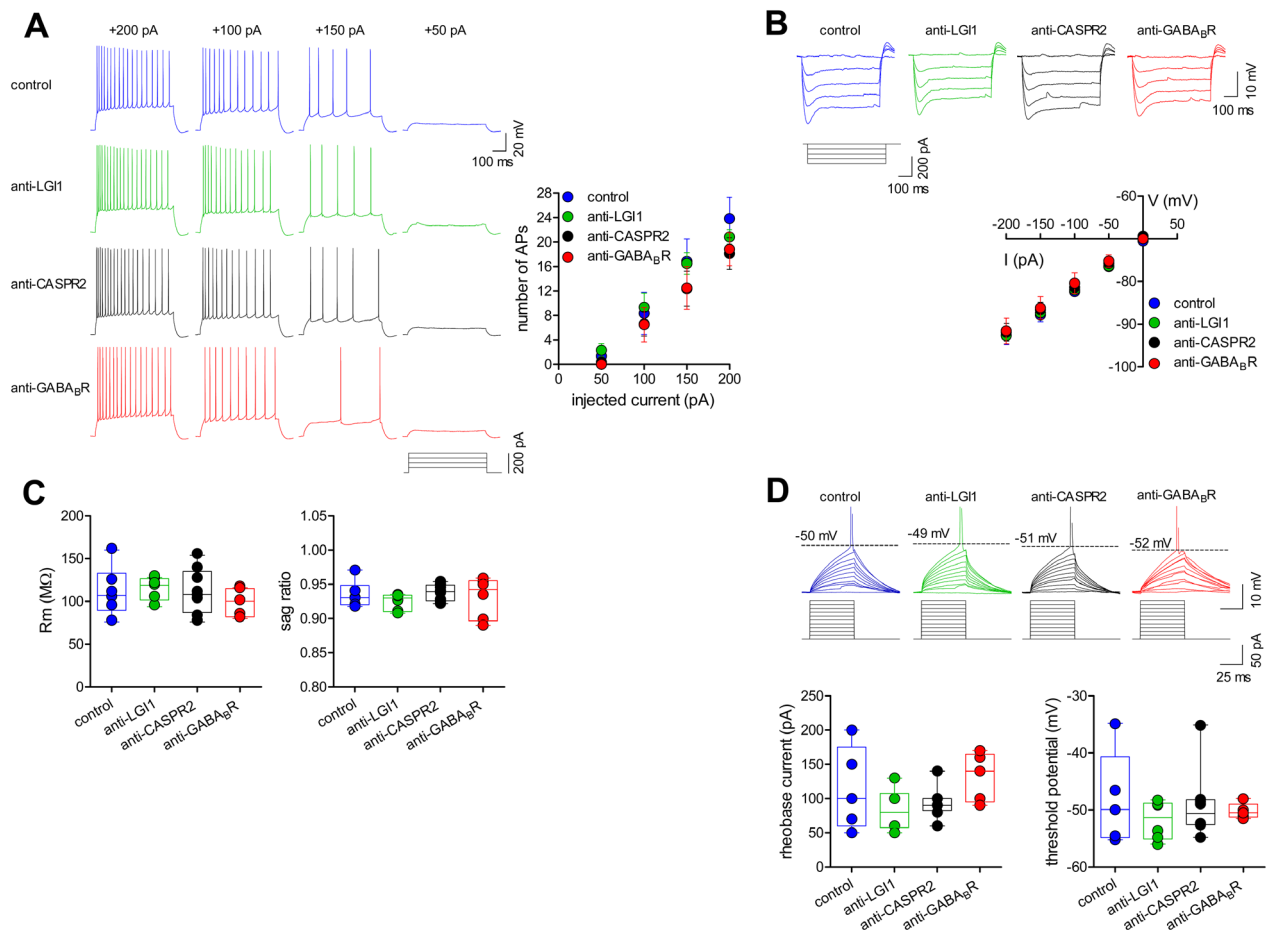 A
+200 pA +100 pA +150 pA +50 pA
control
20 mV
100 ms
anti-LGI1
anti-CASPR2
anti-GABABR
200 pA
28
24
20
16
12
8
4
0
number of APs
control
anti-LGI1
anti-CASPR2
anti-GABABR
0 50 100 150 200
injected current (pA)
B
control anti-LGI1 anti-CASPR2 anti-GABABR
10 mV
100 ms
200 pA
100 ms
-60
V (mV)
-200 -150 -100 -50 50
-70
I (pA)
-80
-90
-100
control
anti-LGI1
anti-CASPR2
anti-GABABR
C
200
150
100
50
0
Rm (MΩ)
control
anti-LGI1
anti-CASPR2
anti-GABABR
1.05
1.00
0.95
0.90
0.85
0.80
sag ratio
control
anti-LGI1
anti-CASPR2
anti-GABABR
D
control anti-LGI1 anti-CASPR2 anti-GABABR
-50 mV -49 mV -51 mV -52 mV
10 mV
50 pA
25 ms
250
200
150
100
50
0
rheobase current (pA)
control
anti-LGI1
anti-CASPR2
anti-GABABR
-30
-40
-50
-60
threshold potential (mV)
control
anti-LGI1
anti-CASPR2
anti-GABABR